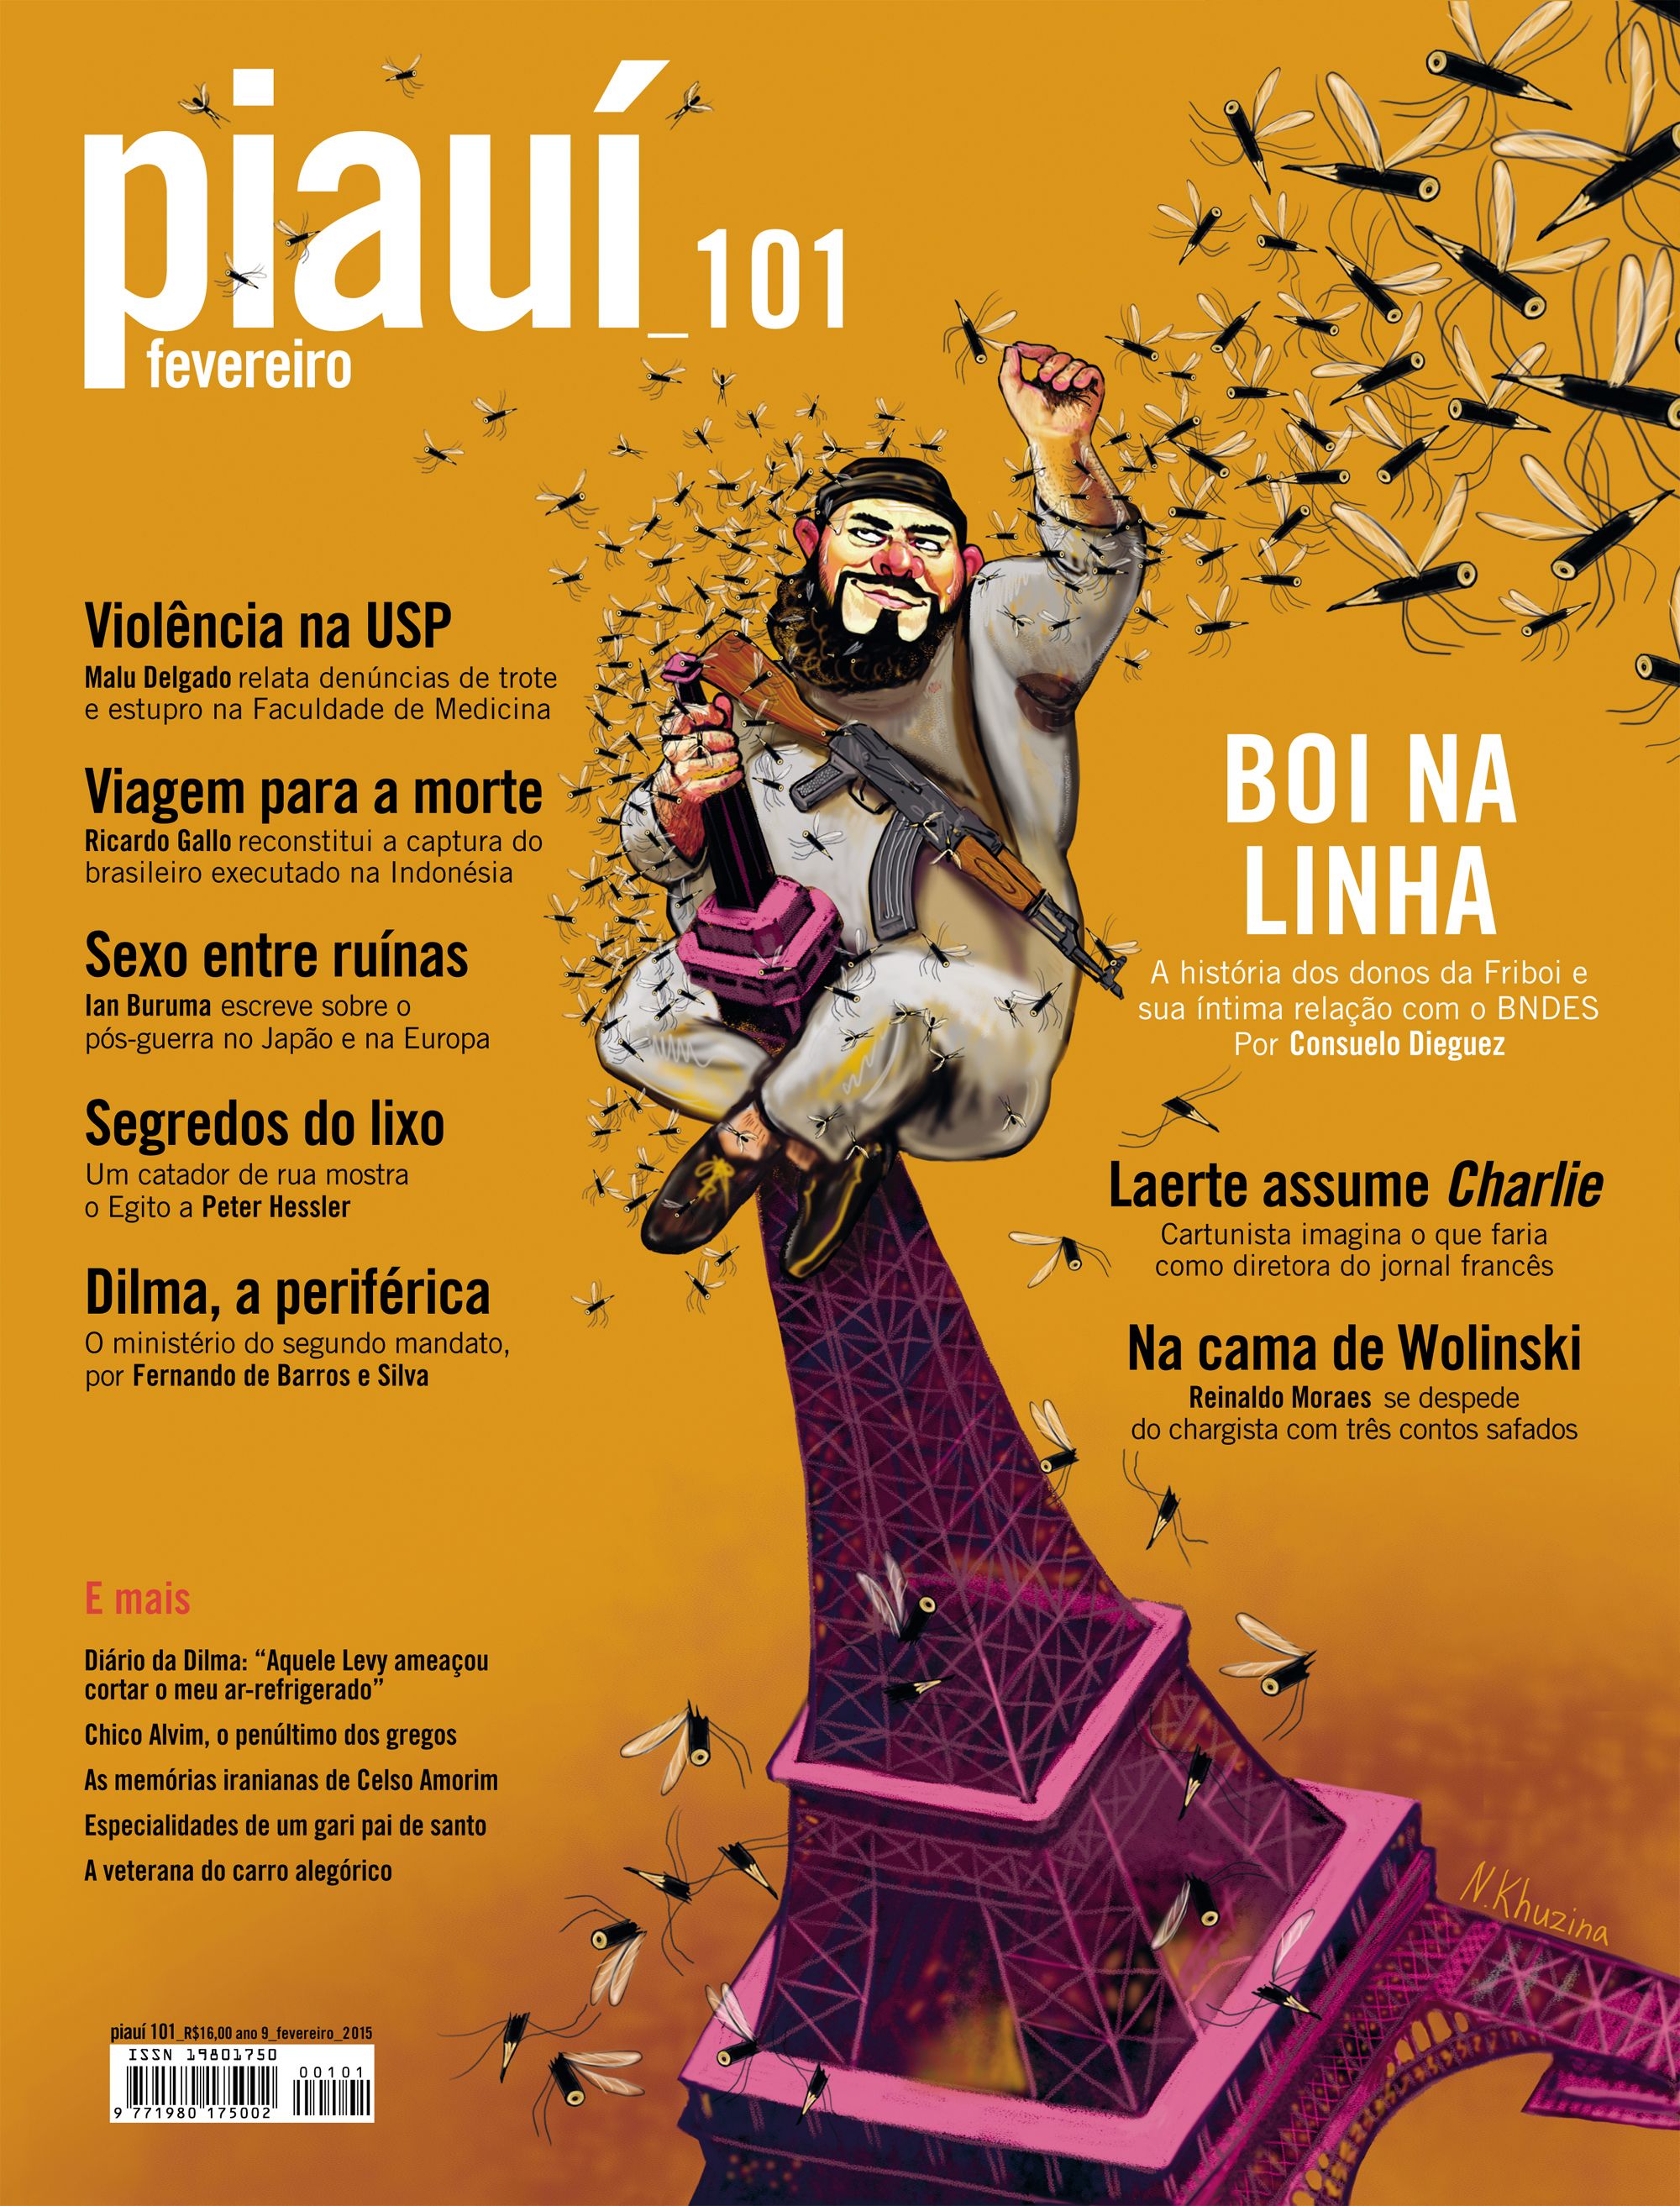 piauí_101
fevereiro
Violência na USP
Malu Delgado relata denúncias de trote
e estupro na Faculdade de Medicina
Viagem para a morte
Ricardo Gallo reconstitui a captura do
brasileiro executado na Indonésia
Sexo entre ruínas
Ian Buruma escreve sobre o
pós-guerra no Japão e na Europa
Segredos do lixo
Um catador de rua mostra
o Egito a Peter Hessler
Dilma, a periférica
O ministério do segundo mandato,
por Fernando de Barros e Silva
BOI NA
LINHA
A história dos donos da Friboi e
sua íntima relação com o BNDES
Por Consuelo Dieguez
Laerte assume Charlie
Cartunista imagina o que faria
como diretora do jornal francês
Na cama de Wolinski
Reinaldo Moraes se despede
do chargista com três contos safados
E mais
Diário da Dilma: “Aquele Levy ameaçou
cortar o meu ar-refrigerado”
Chico Alvim, o penúltimo dos gregos
As memórias iranianas de Celso Amorim
Especialidades de um gari pai de santo
A veterana do carro alegórico
N.Khuzina
piauí 101_R$16,00 ano 9_fevereiro_2015
ISSN 19801750
00101
9 771980 175002